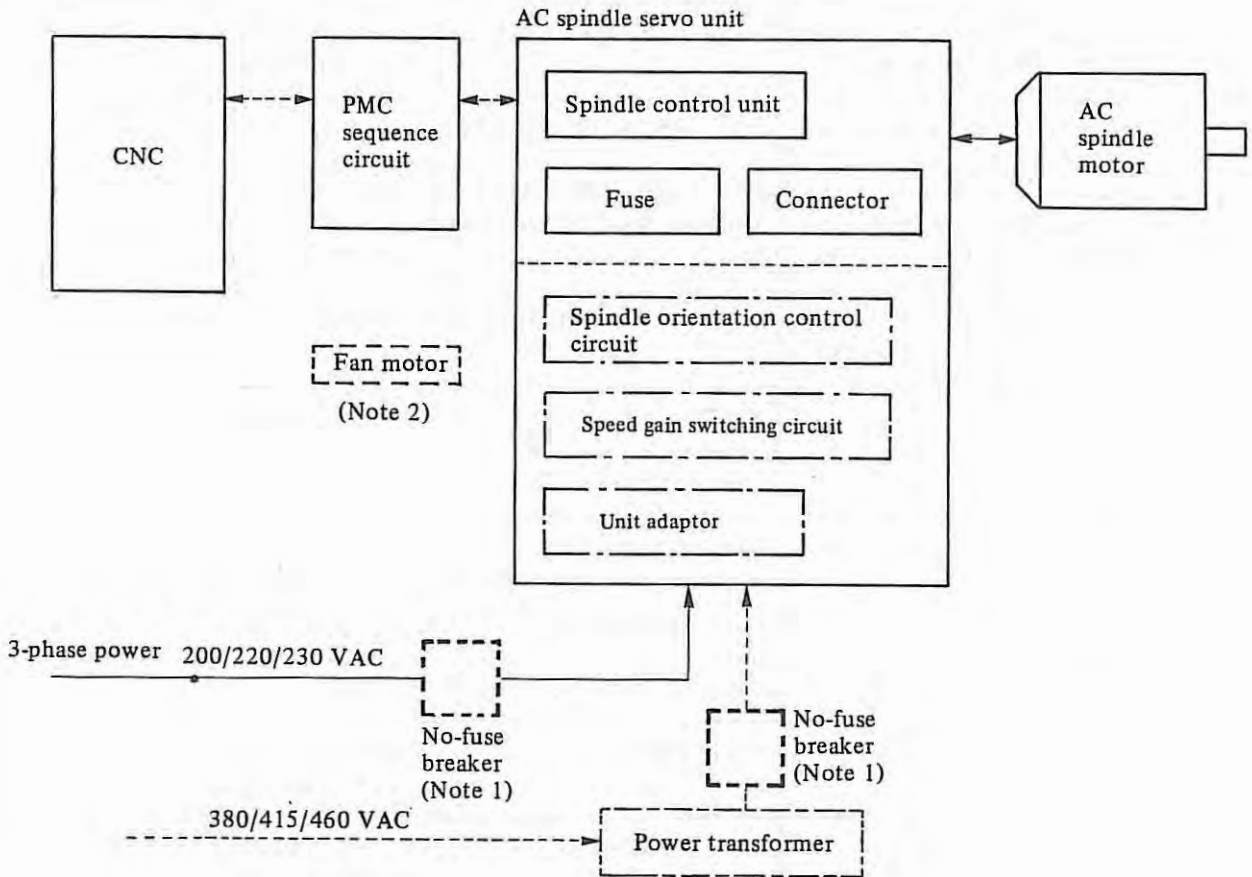 AC spindle servo unit
CNC
PMC
sequence
circuit
Spindle control unit
Fuse
Connector
AC
spindle
motor
Spindle orientation control
circuit
Fan motor
(Note 2)
Speed gain switching circuit
Unit adaptor
3-phase power
200/220/230 VAC
No-fuse
breaker
(Note 1)
No-fuse
breaker
(Note 1)
380/415/460 VAC
Power transformer